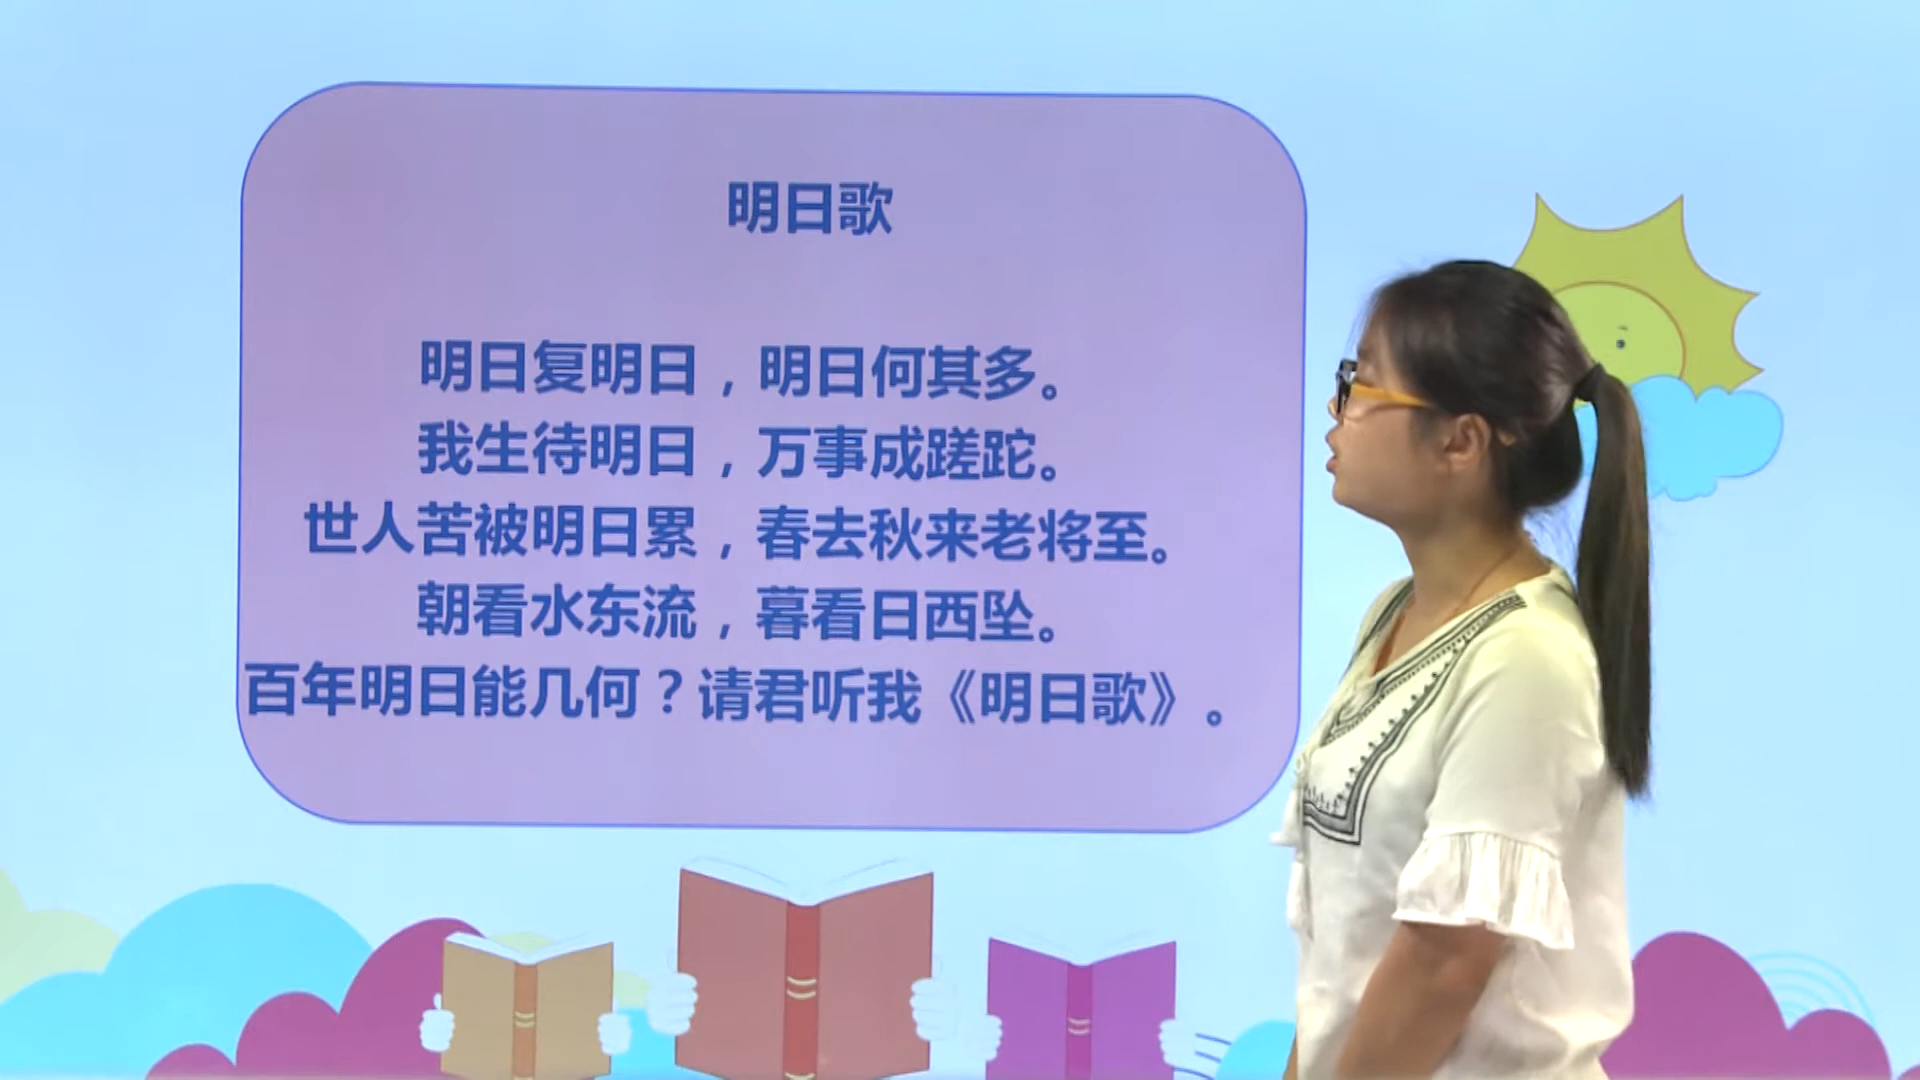 明日歌
明日复明日，明日何其多。
我生待明日，万事成蹉跎。
世人苦被明日累，春去秋来老将至。
朝看水东流，暮看日西坠。
百年明日能几何？请君听我《明日歌》。